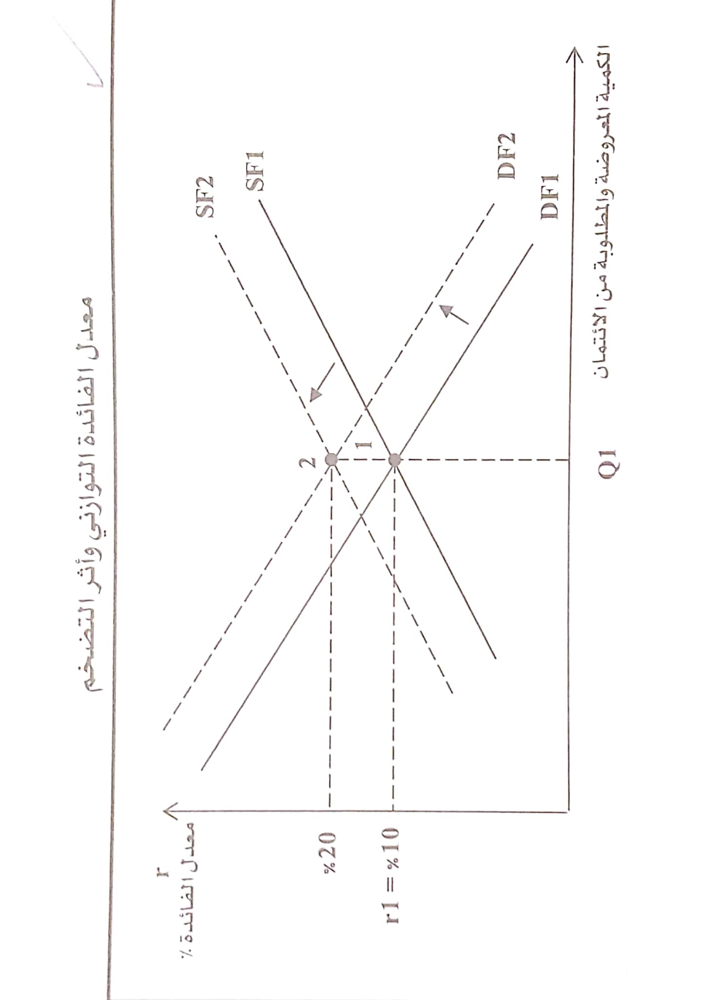 معدل الفائدة التوازني وأثر التضخم
r
معدل الفائدة %
SF2
SF1
2
%20
1
r1 = %10
DF2
DF1
Q1
الكمية المعروضة والمطلوبة من الائتمان